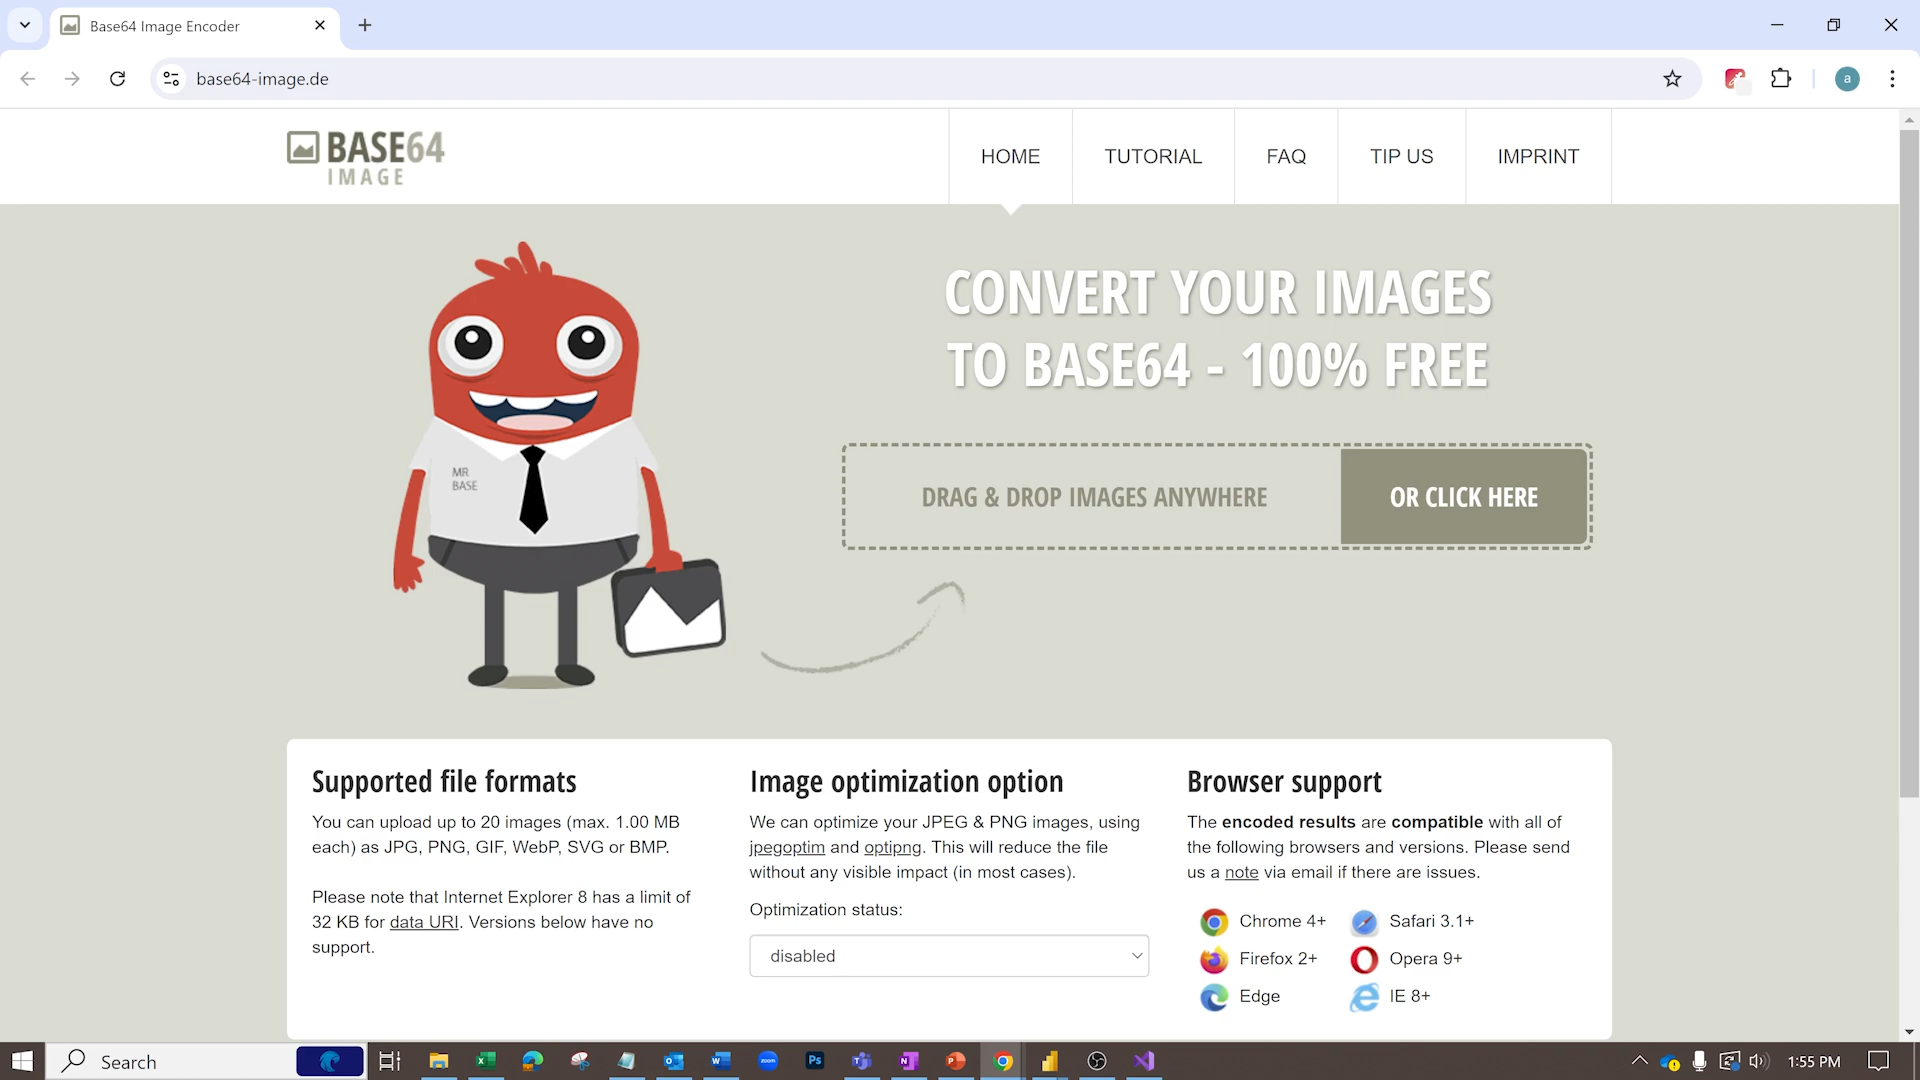 Base64 Image Encoder
base64-image.de
a
BASE64
IMAGE
HOME
TUTORIAL
FAQ
TIP US
IMPRINT
CONVERT YOUR IMAGES
TO BASE64 - 100% FREE
MR
BASE
DRAG & DROP IMAGES ANYWHERE
OR CLICK HERE
Supported file formats
You can upload up to 20 images (max. 1.00 MB
each) as JPG, PNG, GIF, WebP, SVG or BMP.
Please note that Internet Explorer 8 has a limit of
32 KB for data URI. Versions below have no
support.
Image optimization option
We can optimize your JPEG & PNG images, using
jpegoptim and optipng. This will reduce the file
without any visible impact (in most cases).
Optimization status:
disabled
Browser support
The encoded results are compatible with all of
the following browsers and versions. Please send
us a note via email if there are issues.
Chrome 4+
Safari 3.1+
Firefox 2+
Opera 9+
Edge
IE 8+
Search
zoom
Ps
1:55 PM